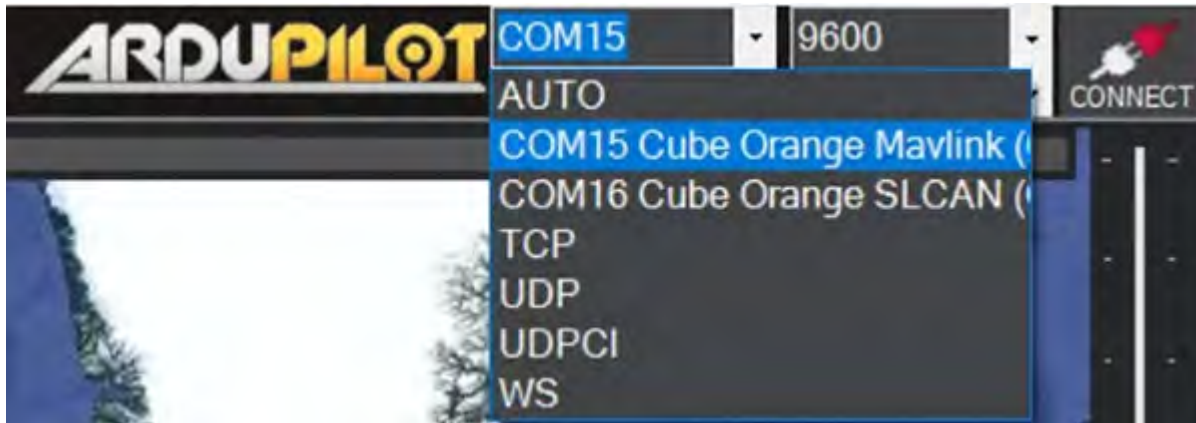 ARDUPILOT COM15 9600
CONNECT
AUTO
COM15 Cube Orange Mavlink (
COM16 Cube Orange SLCAN (
TCP
UDP
UDPCI
WS